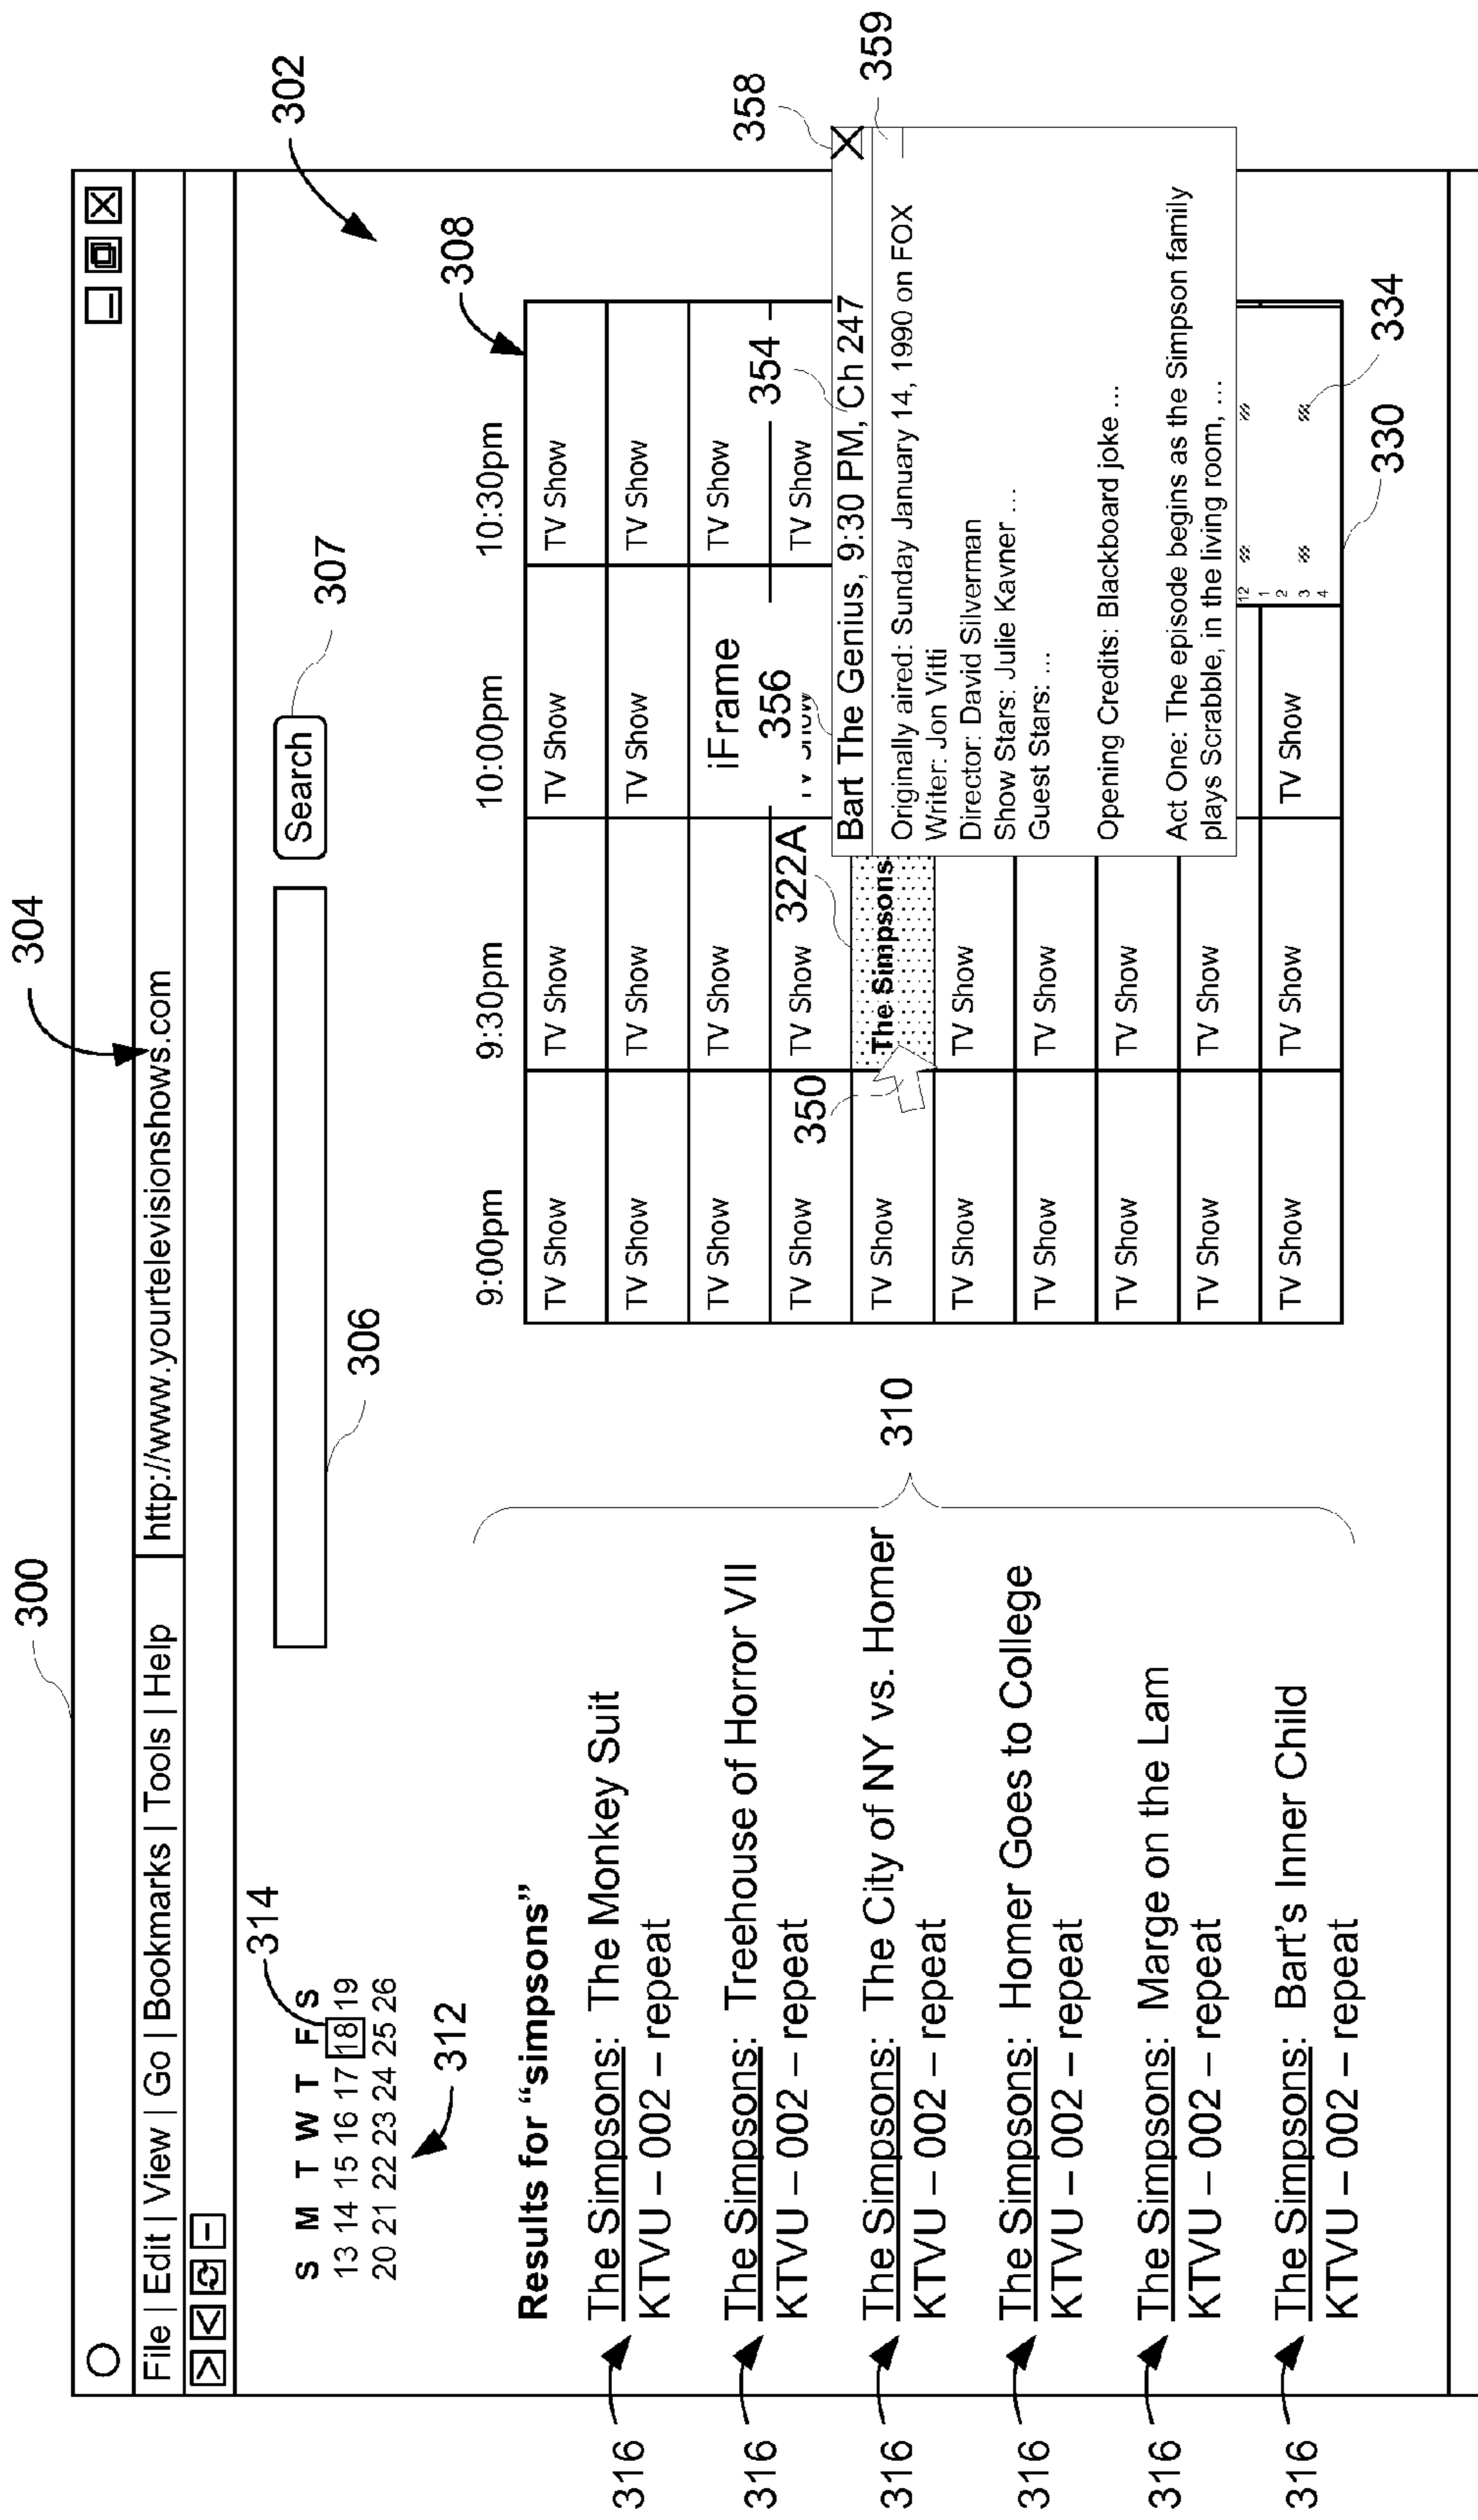 300
304
302
File | Edit | View | Go | Bookmarks | Tools | Help
http://www.yourtelevisionshows.com
314
S M T W T F S
13 14 15 16 17 18 19
20 21 22 23 24 25 26
312
306
Search
307
308
Results for “simpsons”
316
The Simpsons: The Monkey Suit
KTVU – 002 – repeat
316
The Simpsons: Treehouse of Horror VII
KTVU – 002 – repeat
316
The Simpsons: The City of NY vs. Homer
KTVU – 002 – repeat
316
The Simpsons: Homer Goes to College
KTVU – 002 – repeat
316
The Simpsons: Marge on the Lam
KTVU – 002 – repeat
316
The Simpsons: Bart's Inner Child
KTVU – 002 – repeat
310
9:00pm 9:30pm 10:00pm 10:30pm
TV Show TV Show TV Show TV Show
TV Show TV Show TV Show TV Show
TV Show TV Show iFrame TV Show
350 322A 356 354 358
TV Show TV Show TV Show
TV Show The Simpsons
TV Show TV Show
TV Show TV Show
TV Show TV Show
TV Show TV Show
TV Show TV Show TV Show
Bart The Genius, 9:30 PM, Ch 247
359
Originally aired: Sunday January 14, 1990 on FOX
Writer: Jon Vitti
Director: David Silverman
Show Stars: Julie Kavner ...
Guest Stars: ...
Opening Credits: Blackboard joke ...
Act One: The episode begins as the Simpson family
plays Scrabble, in the living room, ...
12
1
2
3
4
330
334